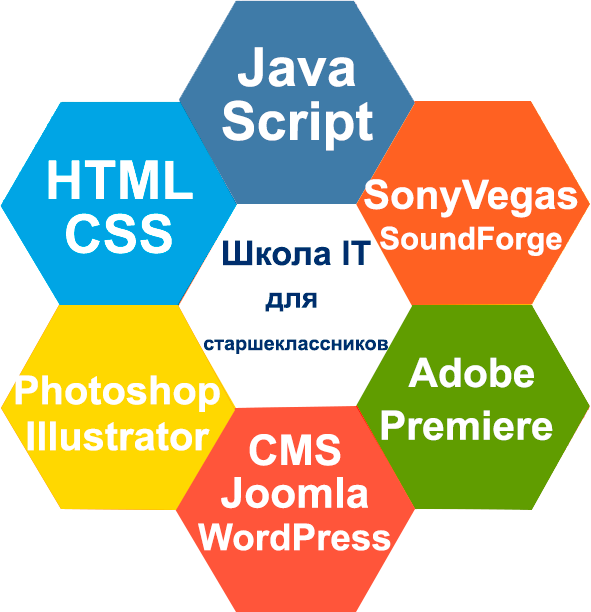 Java
Script
HTML
CSS
SonyVegas
SoundForge
Школа IT
для
старшеклассников
Photoshop
Illustrator
Adobe
Premiere
CMS
Joomla
WordPress